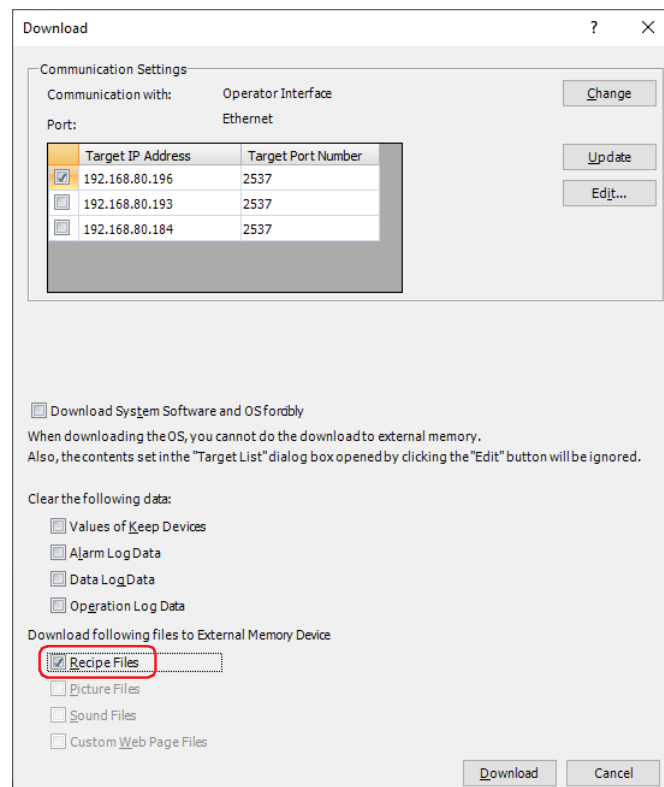 Download ? ×
Communication Settings
Communication with: Operator Interface Change
Port: Ethernet
Target IP Address Target Port Number Update
192.168.80.196 2537 Edit...
192.168.80.193 2537
192.168.80.184 2537
Download System Software and OS forcibly
When downloading the OS, you cannot do the download to external memory.
Also, the contents set in the "Target List" dialog box opened by clicking the "Edit" button will be ignored.
Clear the following data:
Values of Keep Devices
Alarm Log Data
Data Log Data
Operation Log Data
Download following files to External Memory Device
Recipe Files
Picture Files
Sound Files
Custom Web Page Files
Download Cancel